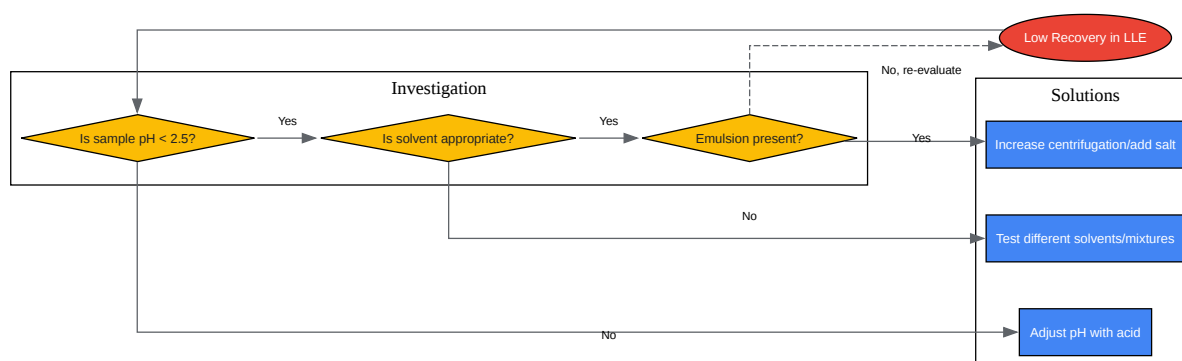 Low Recovery in LLE
No, re-evaluate
Investigation
Solutions
Is sample pH < 2.5?
Yes
Is solvent appropriate?
Yes
Emulsion present?
Yes
Increase centrifugation/add salt
No
Test different solvents/mixtures
No
Adjust pH with acid